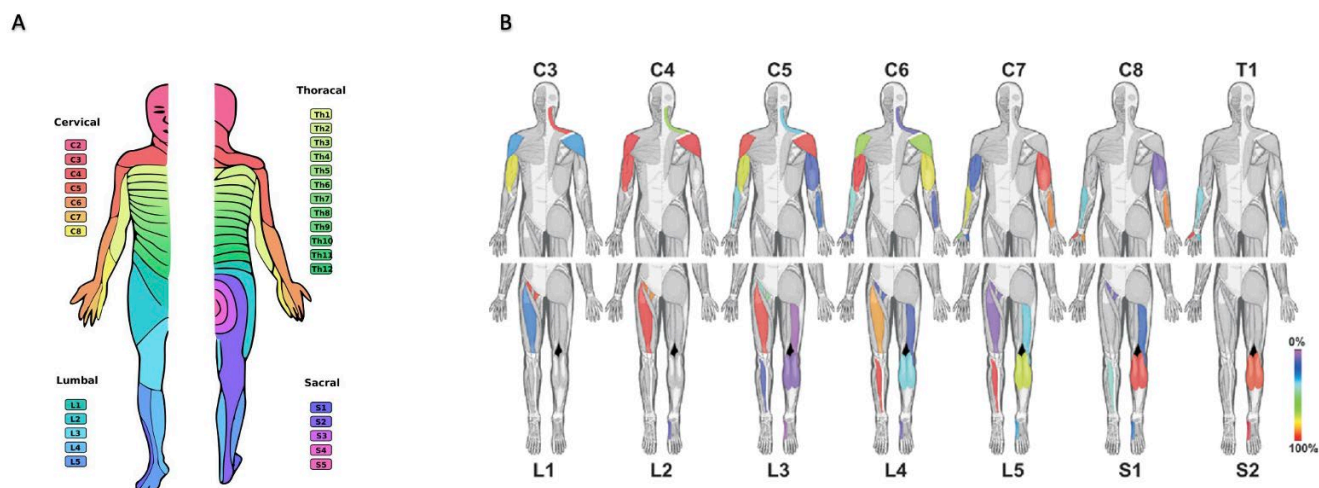 A
Cervical
C2
C3
C4
C5
C6
C7
C8
Thoracal
Th1
Th2
Th3
Th4
Th5
Th6
Th7
Th8
Th9
Th10
Th11
Th12
Lumbal
L1
L2
L3
L4
L5
Sacral
S1
S2
S3
S4
S5
B
C3 C4 C5 C6 C7 C8 T1
0%
100%
L1 L2 L3 L4 L5 S1 S2